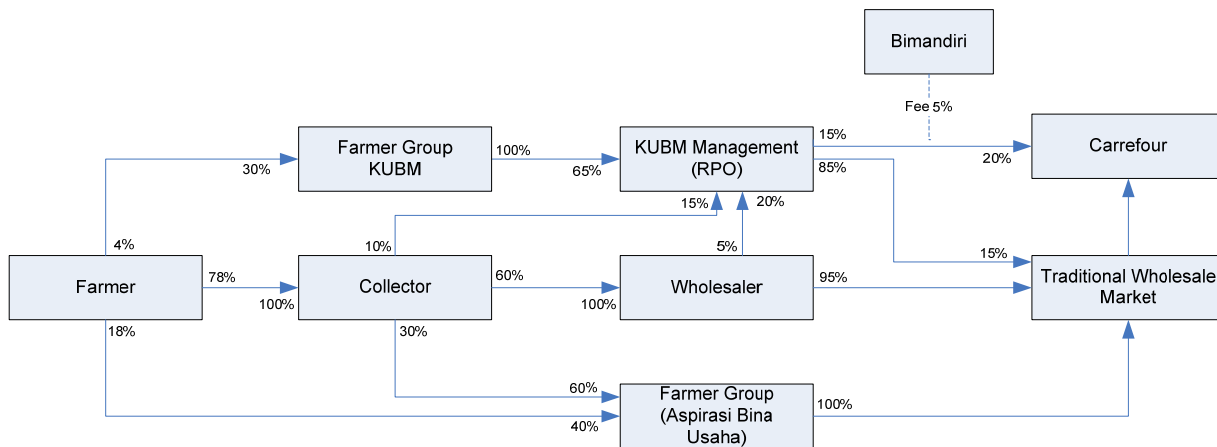 Bimandiri
Fee 5%
Farmer Group
KUBM
100%
30%
65%
KUBM Management
(RPO)
15%
85%
20%
Carrefour
15%
20%
4%
10%
5%
15%
Farmer
78%
100%
Collector
60%
100%
Wholesaler
95%
Traditional Wholesale
Market
18%
30%
60%
40%
Farmer Group
(Aspirasi Bina
Usaha)
100%